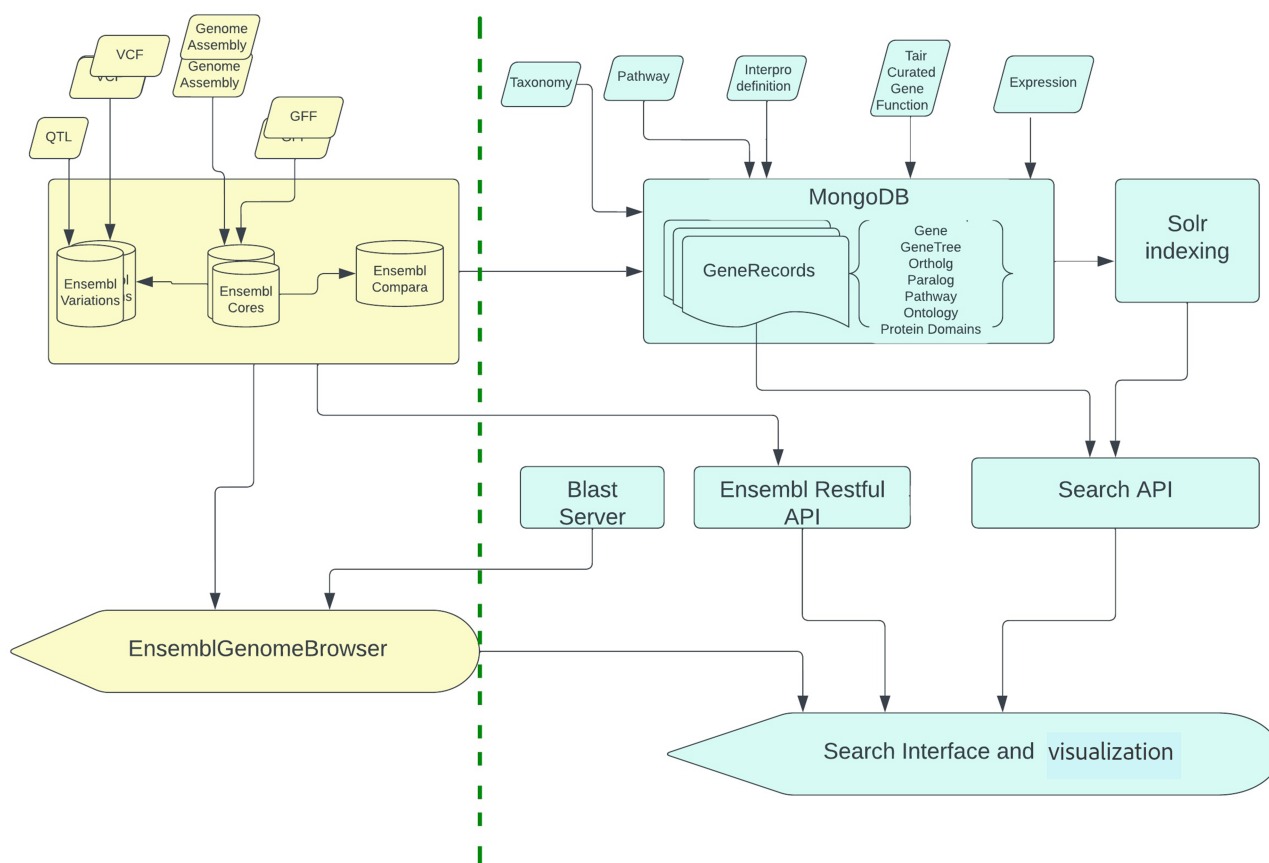 VCF
VCF
Genome
Assembly
Genome
Assembly
GFF
GFF
QTL
Taxonomy
Pathway
Interpro
definition
Tair
Curated
Gene
Function
Expression
Ensembl
Variations
Ensembl
Cores
Ensembl
Compara
MongoDB
GeneRecords
Gene
GeneTree
Ortholg
Paralog
Pathway
Ontology
Protein Domains
Solr
indexing
Blast
Server
Ensembl Restful
API
Search API
EnsemblGenomeBrowser
Search Interface and visualization